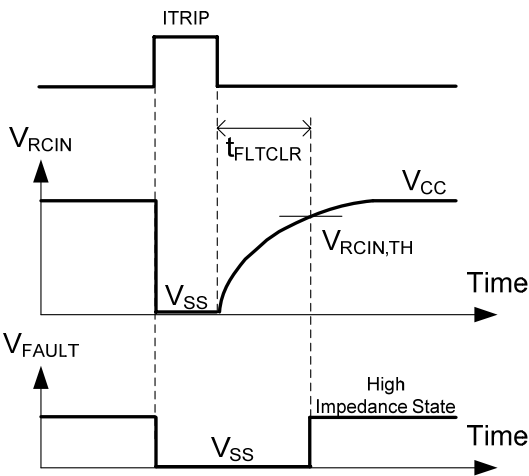 ITRIP
tFLTCLR
VRCIN
VCC
VRCIN,TH
VSS
Time
VFAULT
High
Impedance State
VSS
Time